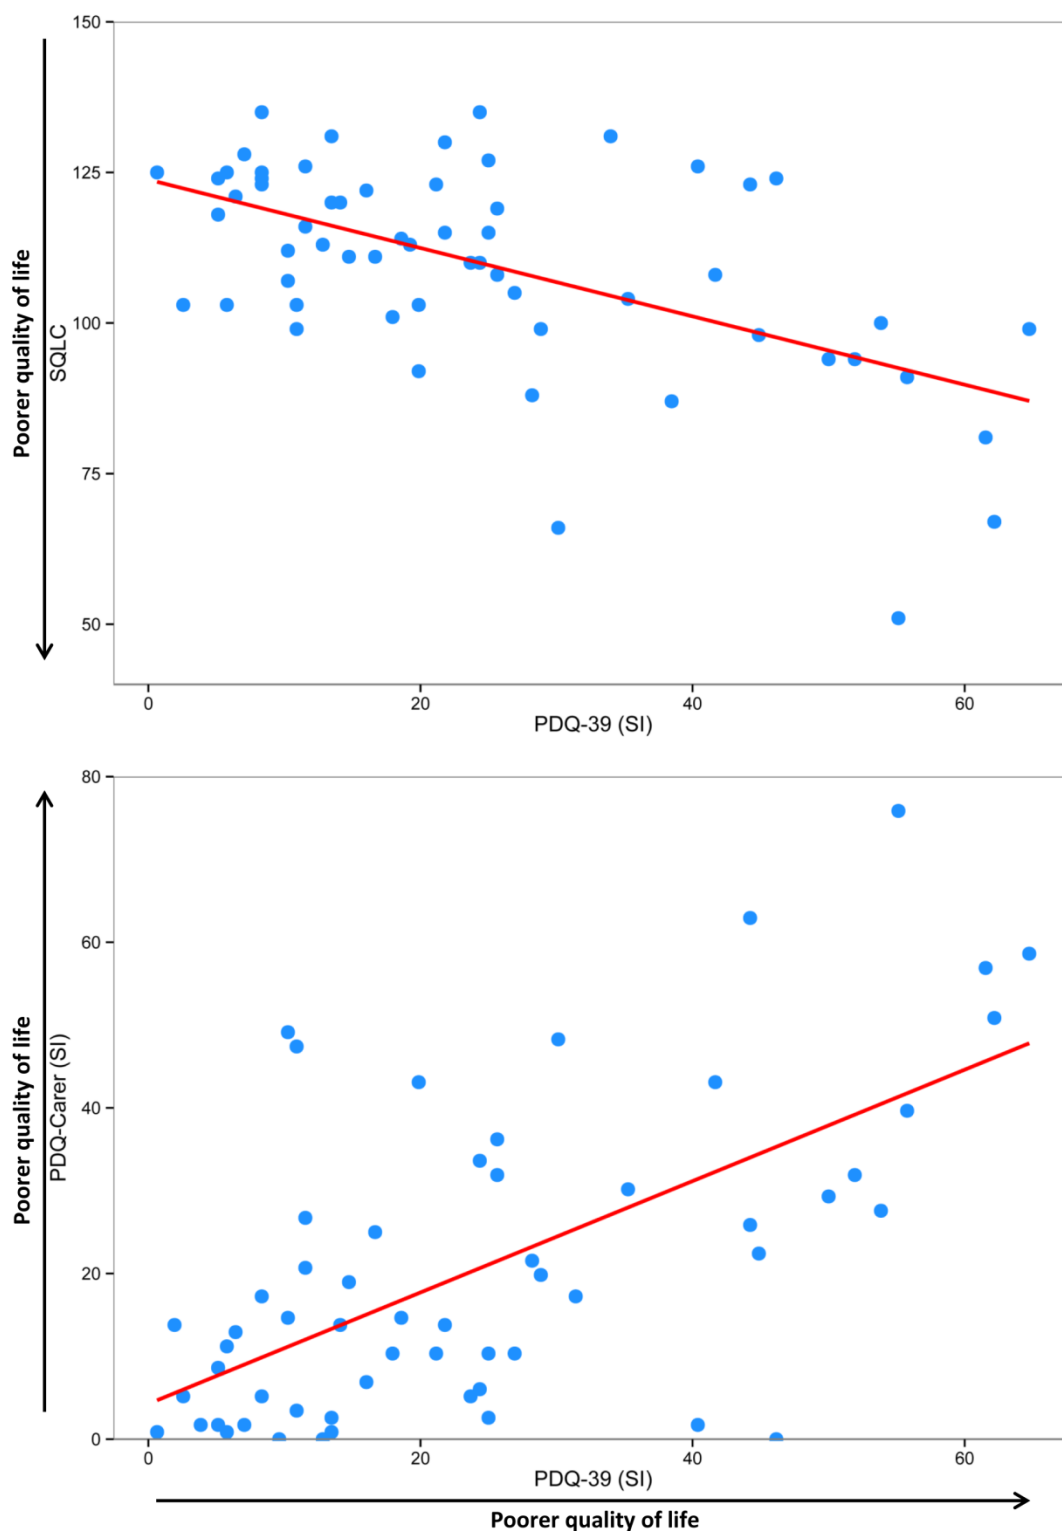 150
125
100
75
50
Poorer quality of life
SQLC
0 20 40 60
PDQ-39 (SI)
80
60
40
20
0
Poorer quality of life
PDQ-Carer (SI)
0 20 40 60
PDQ-39 (SI)
Poorer quality of life